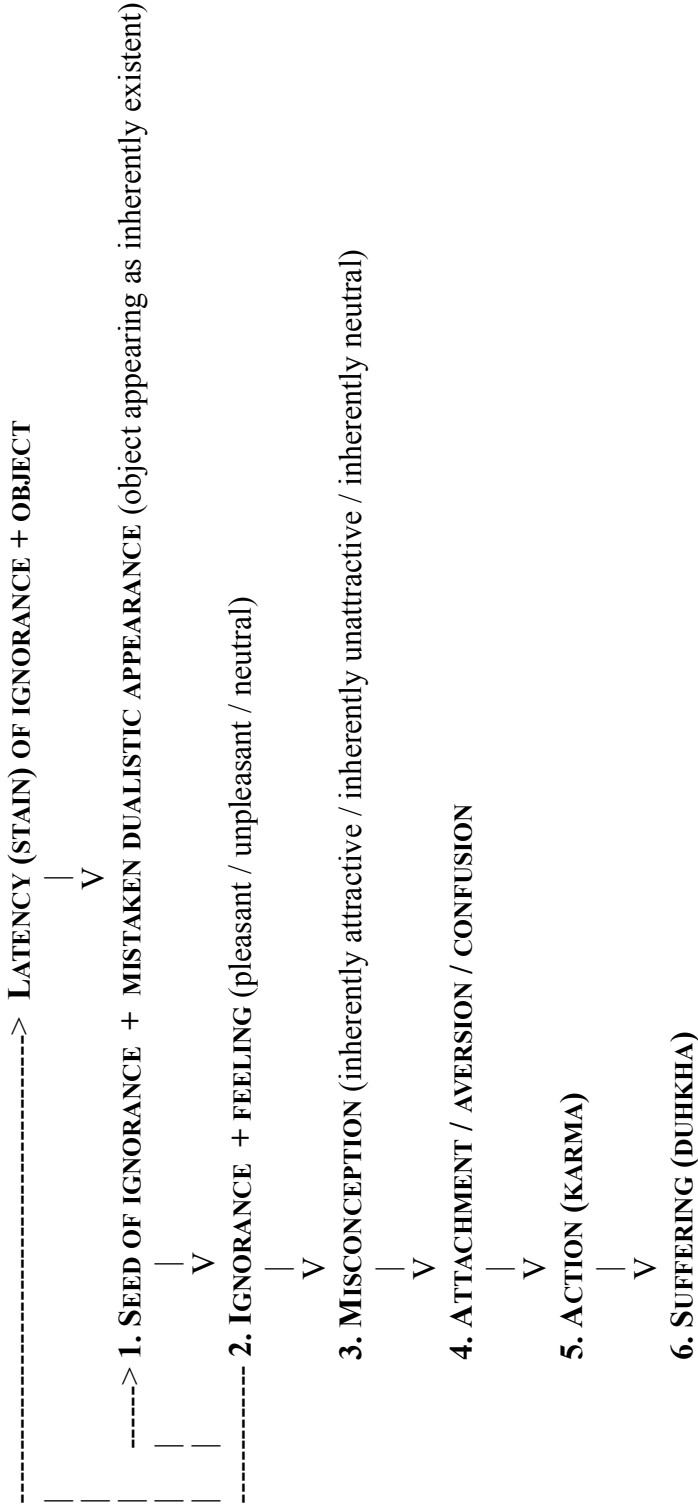 ---------------------------------------> LATENCY (STAIN) OF IGNORANCE + OBJECT
|
V
-----> 1. SEED OF IGNORANCE + MISTAKEN DUALISTIC APPEARANCE (object appearing as inherently existent)
|
V
---------- 2. IGNORANCE + FEELING (pleasant / unpleasant / neutral)
|
V
3. MISCONCEPTION (inherently attractive / inherently unattractive / inherently neutral)
|
V
4. ATTACHMENT / AVERSION / CONFUSION
|
V
5. ACTION (KARMA)
|
V
6. SUFFERING (DUHKHA)